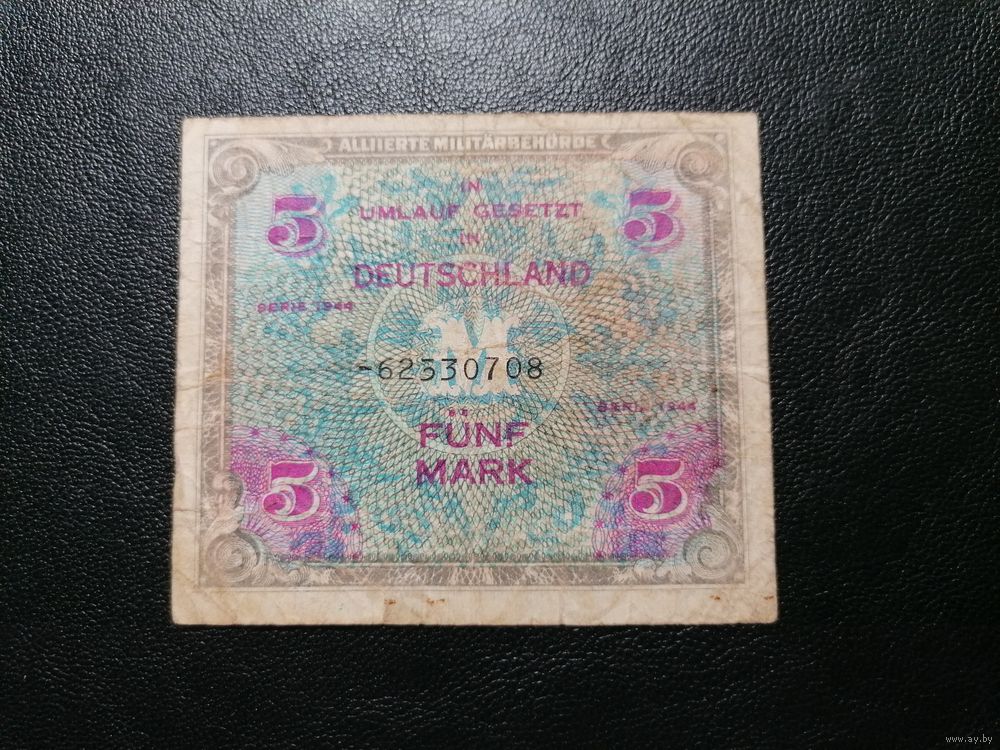 ALLIIERTE MILITÄRBEHÖRDE
IN
5 UMLAUF GESETZT 5
IN
DEUTSCHLAND
SERIE 1944
M
-62330708
SERIE 1944
FÜNF
5 MARK 5
www.ay.by